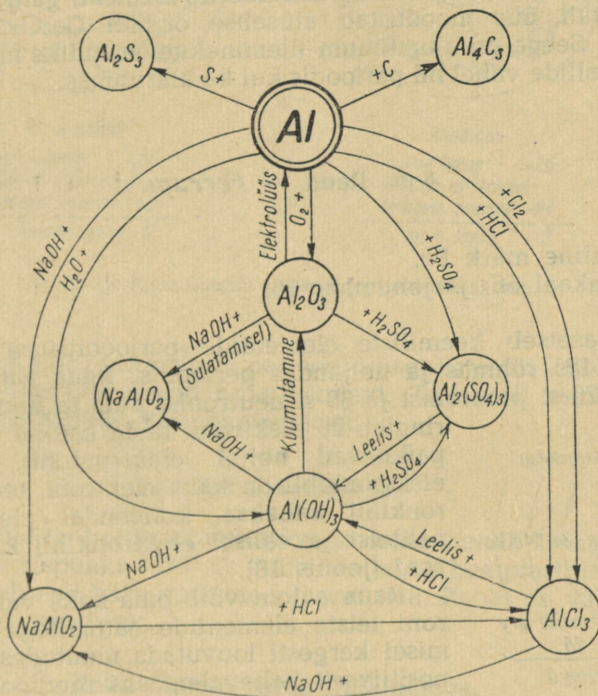 Al₂S₃
S+
+C
Al₄C₃
Al
NaOH+
H₂O+
Elektrolüüs
O₂+
+H₂SO₄
+Cl₂
+HCl
Al₂O₃
NaOH+
(Sulatamisel)
+H₂SO₄
NaAlO₂
Kuumutamine
Al₂(SO₄)₃
NaOH+
Leelis+
+H₂SO₄
Al(OH)₃
NaOH+
Leelis+
+HCl
NaAlO₂
+HCl
AlCl₃
NaOH+